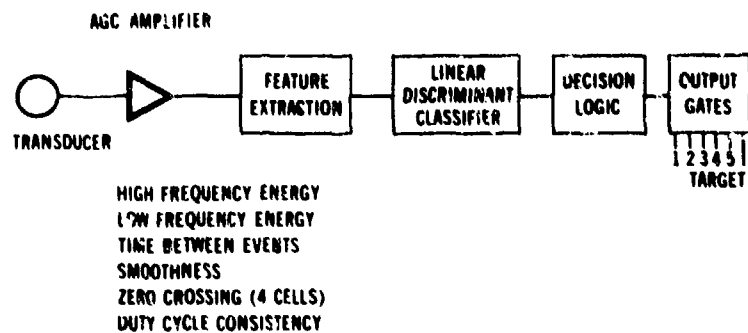 AGC AMPLIFIER
FEATURE
EXTRACTION
LINEAR
DISCRIMINANT
CLASSIFIER
DECISION
LOGIC
OUTPUT
GATES
TRANSDUCER
1 2 3 4 5
TARGET
HIGH FREQUENCY ENERGY
LOW FREQUENCY ENERGY
TIME BETWEEN EVENTS
SMOOTHNESS
ZERO CROSSING (4 CELLS)
DUTY CYCLE CONSISTENCY